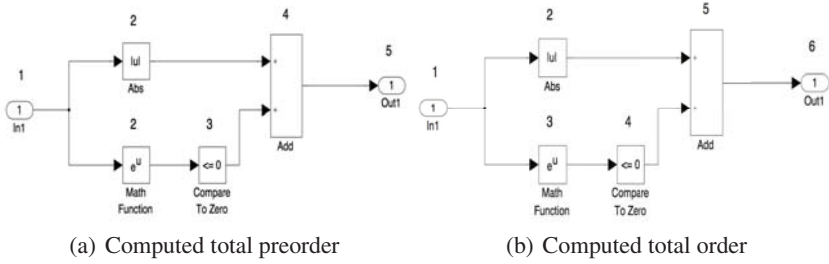 2
4
5
1
|u|
Abs
+
1
In1
1
Out1
2
3
+
e^u
<= 0
Add
Math
Function
Compare
To Zero
(a) Computed total preorder
2
5
6
1
|u|
Abs
+
1
In1
1
Out1
3
4
e^u
<= 0
Add
Math
Function
Compare
To Zero
(b) Computed total order